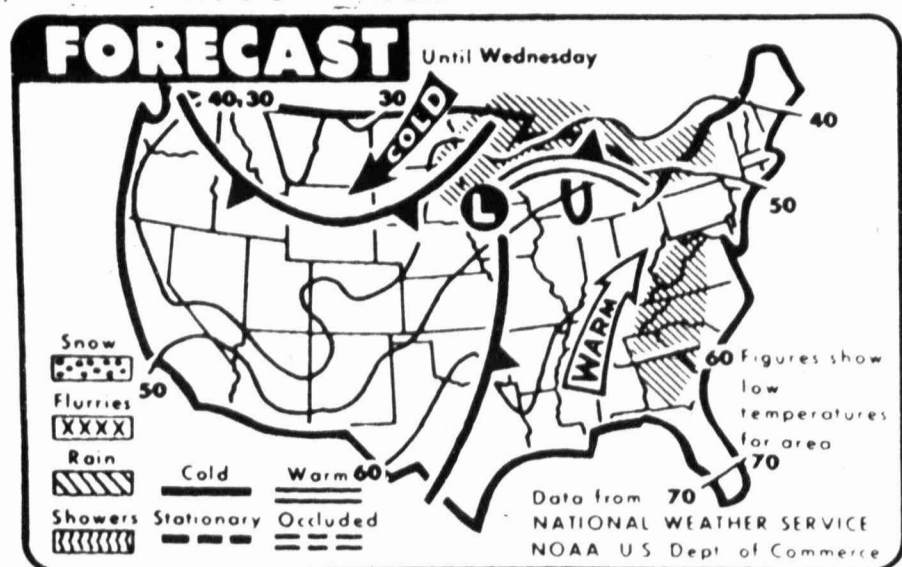 FORECAST
Until Wednesday
40,30
30
COLD
40
50
L
WARM
Snow
50
Flurries
Rain
Showers
Cold
Warm
60
Stationary
Occluded
60 Figures show
low
temperatures
for area
70
70
Data from
NATIONAL WEATHER SERVICE
NOAA US Dept of Commerce